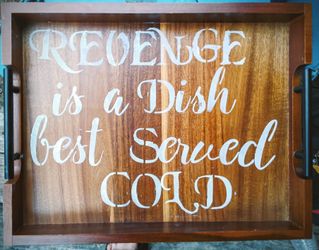 REVENGE
is a Dish
best Served
COLD